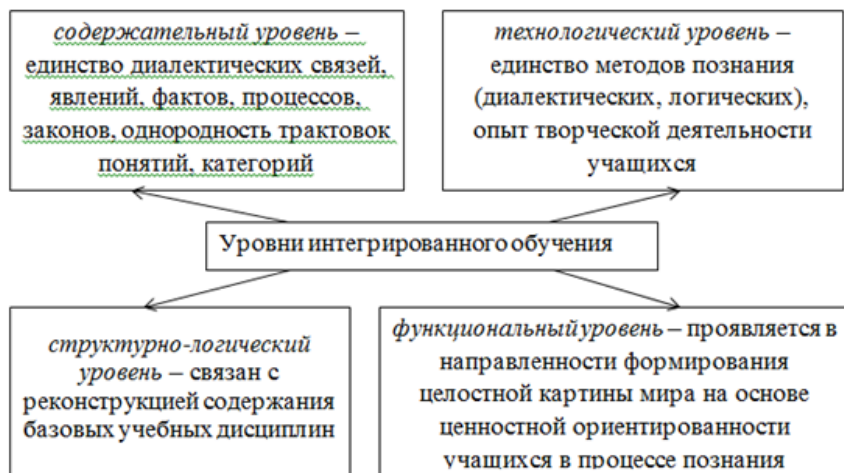 содержательный уровень –
единство диалектических связей,
явлений, фактов, процессов,
законов, однородность трактовок
понятий, категорий
технологический уровень –
единство методов познания
(диалектических, логических),
опыт творческой деятельности
учащихся
Уровни интегрированного обучения
структурно-логический
уровень – связан с
реконструкцией содержания
базовых учебных дисциплин
функциональный уровень – проявляется в
направленности формирования
целостной картины мира на основе
ценностной ориентированности
учащихся в процессе познания